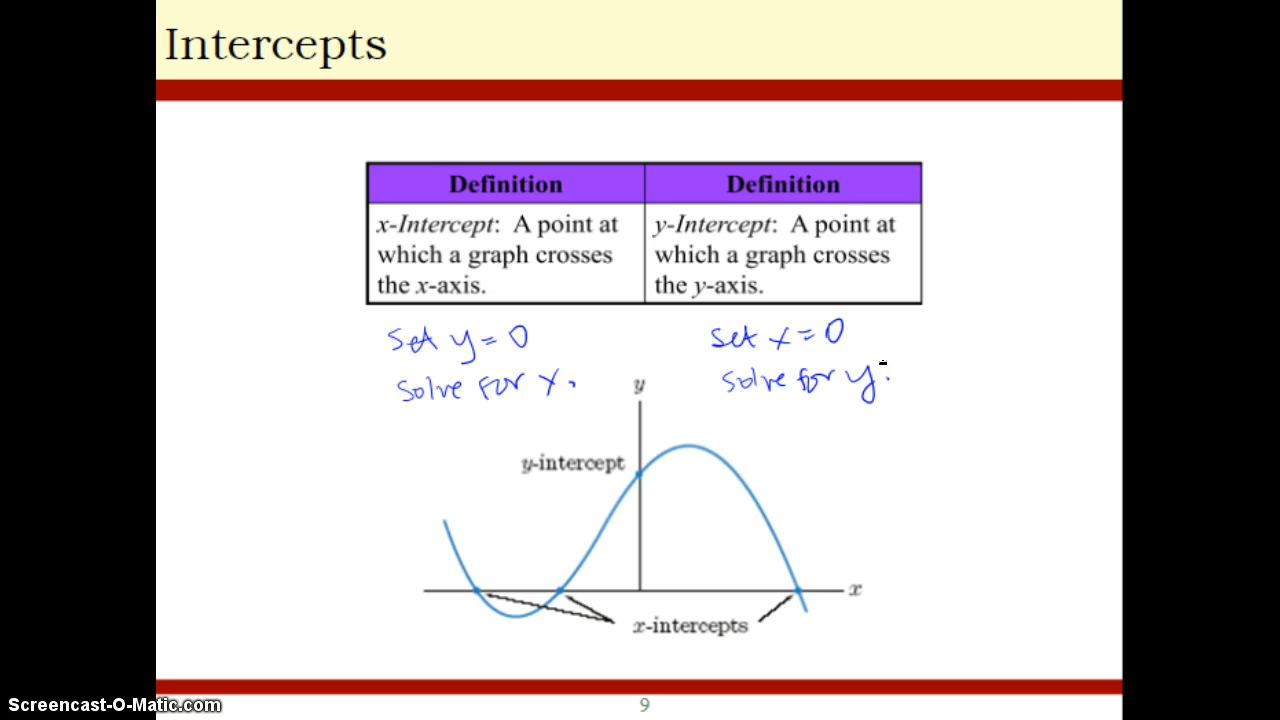 Intercepts
Definition
x-Intercept: A point at
which a graph crosses
the x-axis.
Definition
y-Intercept: A point at
which a graph crosses
the y-axis.
Set y=0
Solve for x.
Set x=0
Solve for y.
y
y-intercept
x
x-intercepts
9
Screencast-O-Matic.com